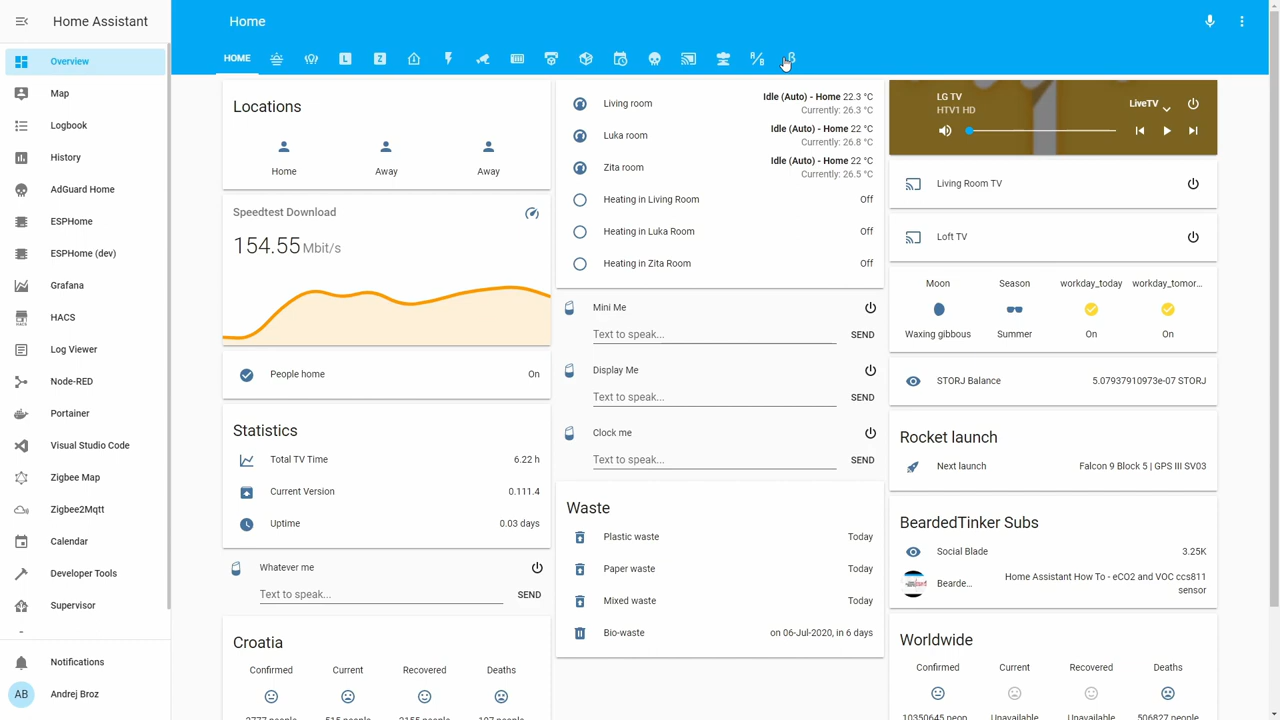 Home Assistant
Overview
Map
Logbook
History
AdGuard Home
ESPHome
ESPHome (dev)
Grafana
HACS
Log Viewer
Node-RED
Portainer
Visual Studio Code
Zigbee Map
Zigbee2Mqtt
Calendar
Developer Tools
Supervisor
Notifications
AB Andrej Broz
Home
HOME
Locations
Home Away Away
Speedtest Download
154.55 Mbit/s
People home On
Statistics
Total TV Time 6.22 h
Current Version 0.111.4
Uptime 0.03 days
Whatever me
Text to speak... SEND
Croatia
Confirmed Current Recovered Deaths
Living room Idle (Auto) - Home 22.3 °C
Currently: 26.3 °C
Luka room Idle (Auto) - Home 22 °C
Currently: 26.8 °C
Zita room Idle (Auto) - Home 22 °C
Currently: 26.5 °C
Heating in Living Room Off
Heating in Luka Room Off
Heating in Zita Room Off
Mini Me
Text to speak... SEND
Display Me
Text to speak... SEND
Clock me
Text to speak... SEND
Waste
Plastic waste Today
Paper waste Today
Mixed waste Today
Bio-waste on 06-Jul-2020, in 6 days
LG TV
HTV1 HD
LiveTV
Living Room TV
Loft TV
Moon Season workday_today workday_tomor...
Waxing gibbous Summer On On
STORJ Balance 5.07937910973e-07 STORJ
Rocket launch
Next launch Falcon 9 Block 5 | GPS III SV03
BeardedTinker Subs
Social Blade 3.25K
Bearde... Home Assistant How To - eCO2 and VOC ccs811
sensor
Worldwide
Confirmed Current Recovered Deaths